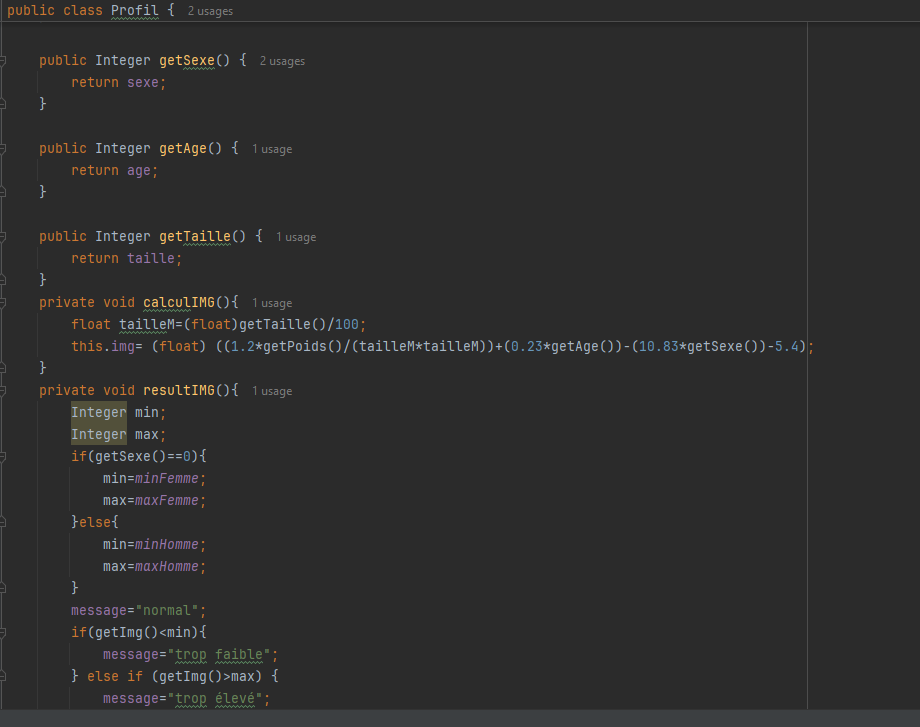 public class Profil { 2 usages
public Integer getSexe() { 2 usages
return sexe;
}
public Integer getAge() { 1 usage
return age;
}
public Integer getTaille() { 1 usage
return taille;
}
private void calculIMG(){ 1 usage
float tailleM=(float)getTaille()/100;
this.img= (float) ((1.2*getPoids()/(tailleM*tailleM))+(0.23*getAge())-(10.83*getSexe())-5.4);
}
private void resultIMG(){ 1 usage
Integer min;
Integer max;
if(getSexe()==0){
min=minFemme;
max=maxFemme;
}else{
min=minHomme;
max=maxHomme;
}
message="normal";
if(getImg()<min){
message="trop faible";
} else if (getImg()>max) {
message="trop élevé";